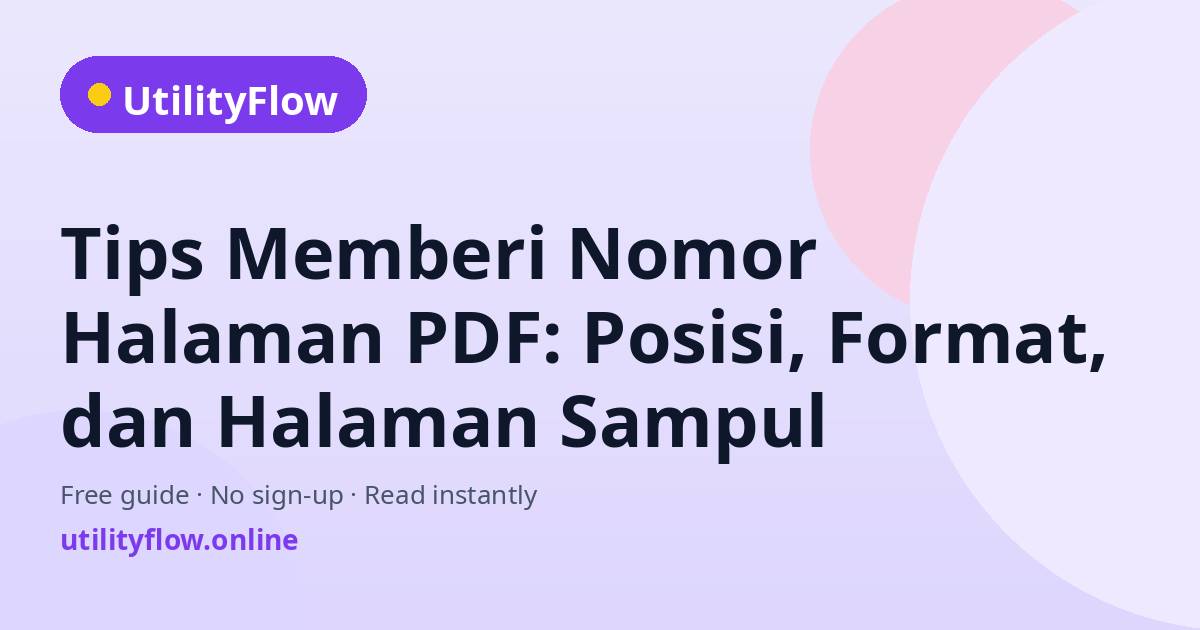 UtilityFlow
Tips Memberi Nomor
Halaman PDF: Posisi, Format,
dan Halaman Sampul
Free guide · No sign-up · Read instantly
utilityflow.online